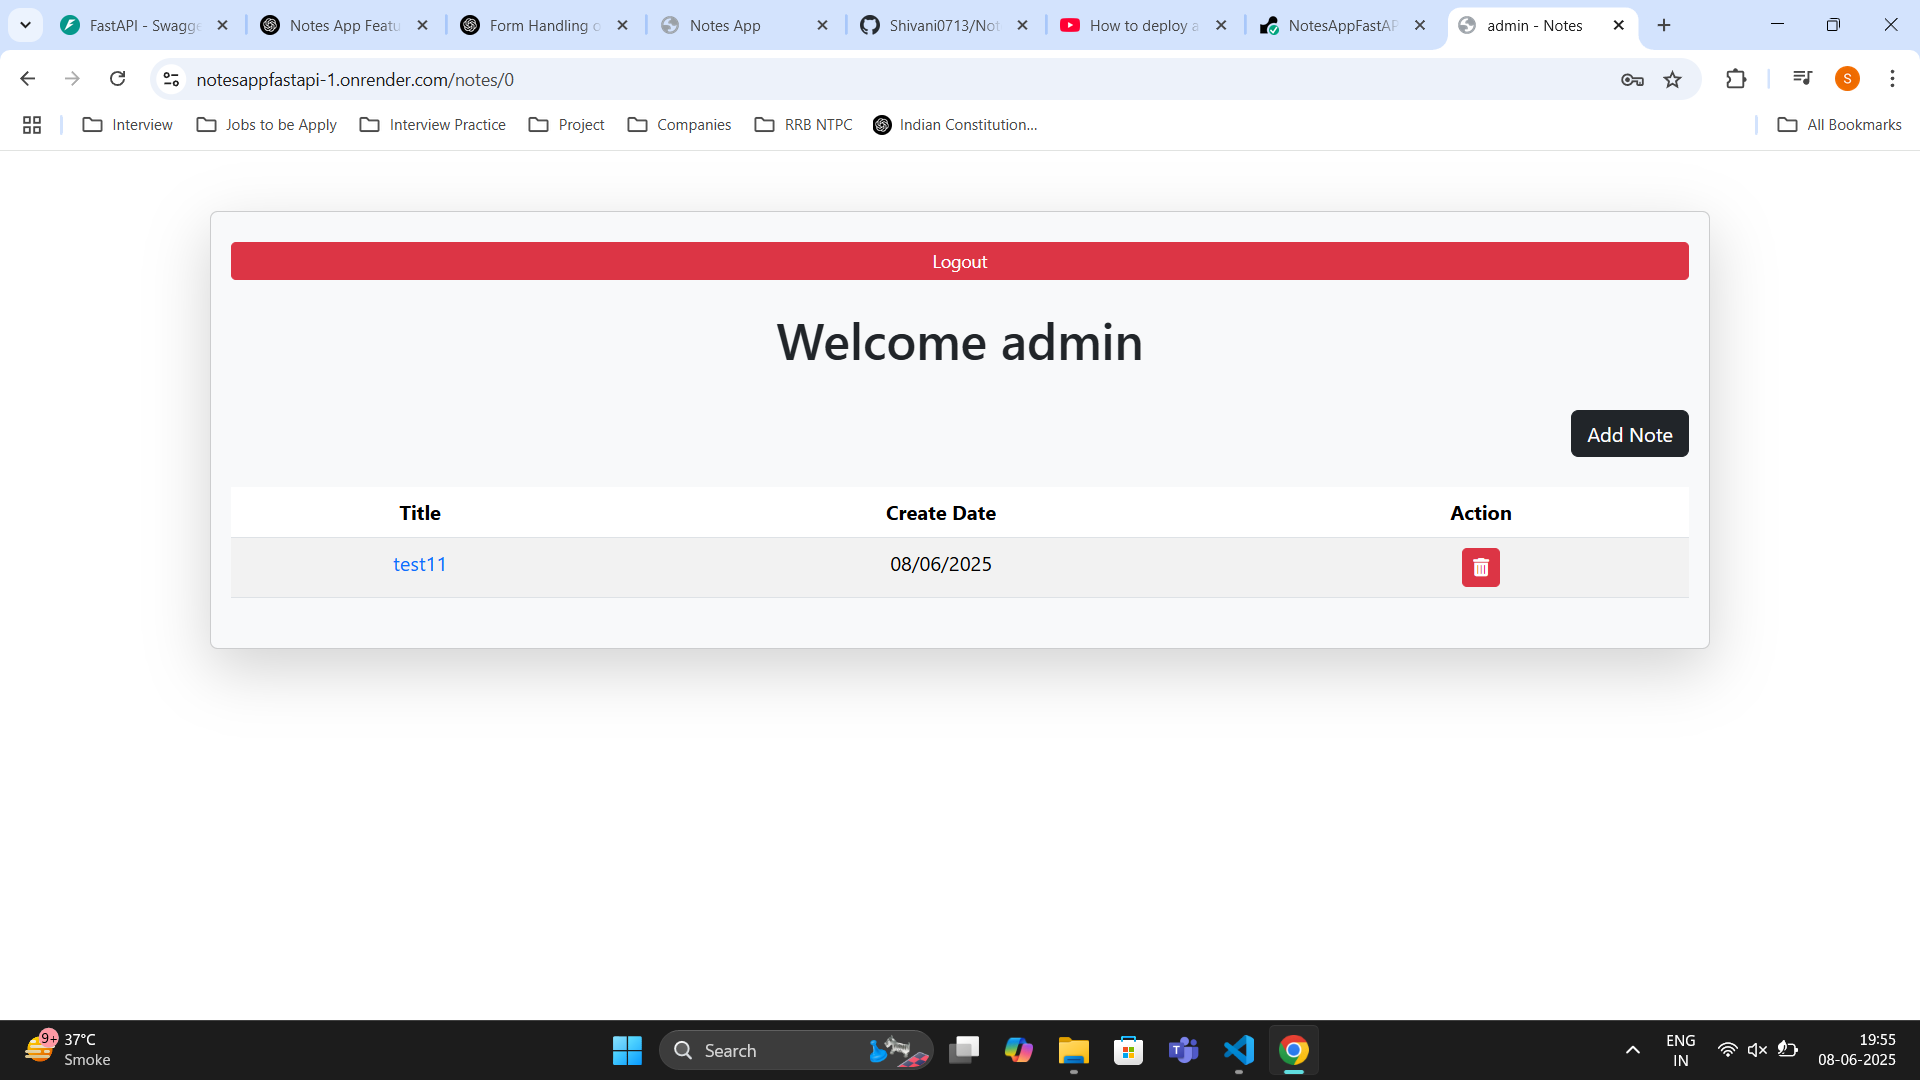 FastAPI - Swagge
Notes App Featu
Form Handling o
Notes App
Shivani0713/Not
How to deploy a
NotesAppFastAP
admin - Notes
notesappfastapi-1.onrender.com/notes/0
S
Interview
Jobs to be Apply
Interview Practice
Project
Companies
RRB NTPC
Indian Constitution...
All Bookmarks
Logout
Welcome admin
Add Note
Title Create Date Action
test11 08/06/2025
9+
37°C
Smoke
Search
ENG
IN
19:55
08-06-2025